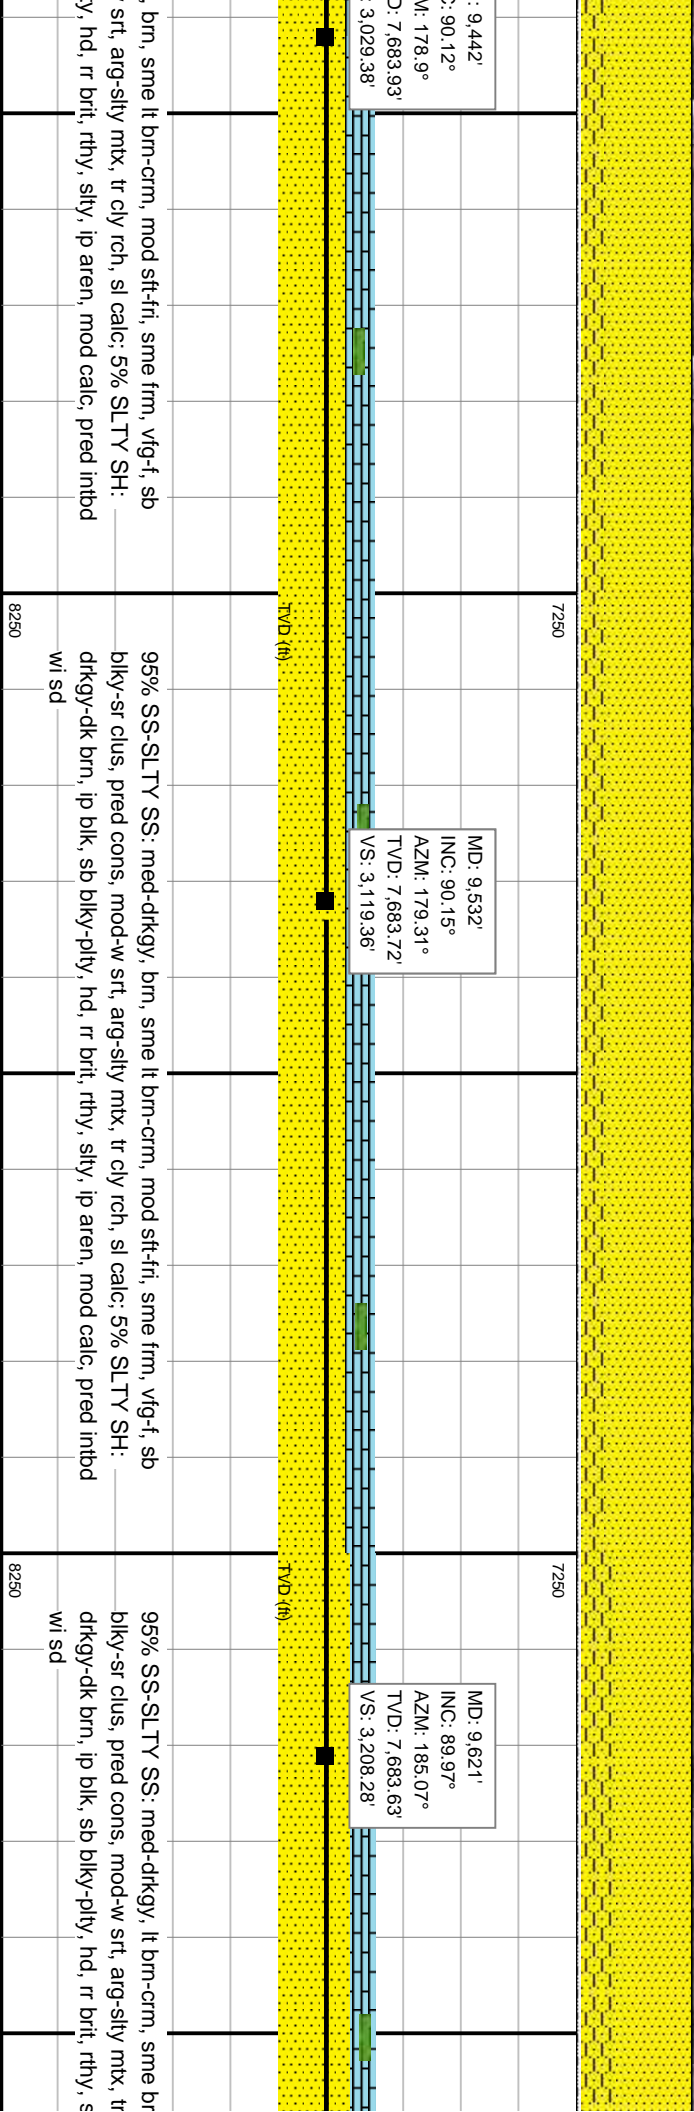 : 9,442'
C: 90.12°
M: 178.9°
D: 7,683.93'
: 3,029.38'
, brn, sme lt brn-crm, mod sft-fri, sme frm, vfg-f, sb
srt, arg-slty mtx, tr cly rch, sl calc; 5% SLTY SH:
y, hd, rr brit, rthy, slty, ip aren, mod calc, pred intbd
7250
TVD (ft)
8250
MD: 9,532'
INC: 90.15°
AZM: 179.31°
TVD: 7,683.72'
VS: 3,119.36'
95% SS-SLTY SS: med-drkgy, brn, sme lt brn-crm, mod sft-fri, sme frm, vfg-f, sb
blky-sr clus, pred cons, mod-w srt, arg-slty mtx, tr cly rch, sl calc; 5% SLTY SH:
drkgy-dk brn, ip blk, sb blky-plty, hd, rr brit, rthy, slty, ip aren, mod calc, pred intbd
wi sd
7250
TVD (ft)
8250
MD: 9,621'
INC: 89.97°
AZM: 185.07°
TVD: 7,683.63'
VS: 3,208.28'
95% SS-SLTY SS: med-drkgy, lt brn-crm, sme br
blky-sr clus, pred cons, mod-w srt, arg-slty mtx, tr
drkgy-dk brn, ip blk, sb blky-plty, hd, rr brit, rthy, s
wi sd